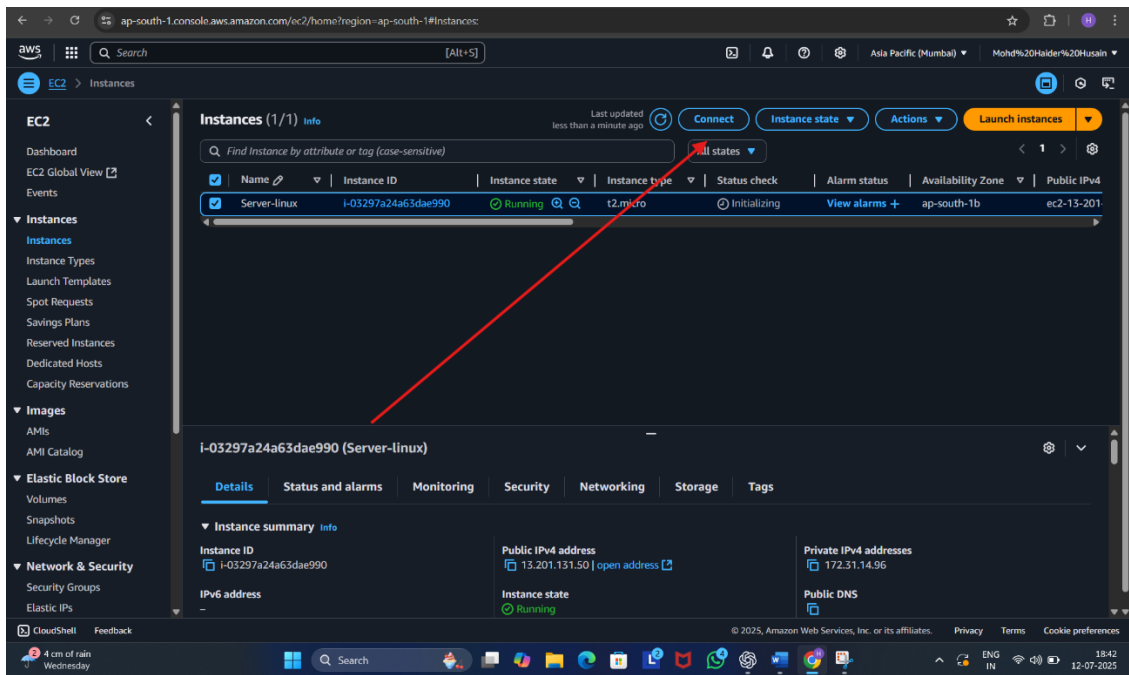 ap-south-1.console.aws.amazon.com/ec2/home?region=ap-south-1#Instances:
H
aws
Search
[Alt+S]
Asia Pacific (Mumbai)
Mohd%20Haider%20Husain
EC2 > Instances
EC2
Dashboard
EC2 Global View
Events
Instances
Instances
Instance Types
Launch Templates
Spot Requests
Savings Plans
Reserved Instances
Dedicated Hosts
Capacity Reservations
Images
AMIs
AMI Catalog
Elastic Block Store
Volumes
Snapshots
Lifecycle Manager
Network & Security
Security Groups
Elastic IPs
Instances (1/1) Info
Last updated
less than a minute ago
Connect
Instance state
Actions
Launch instances
Find Instance by attribute or tag (case-sensitive)
All states
1
Name Instance ID Instance state Instance type Status check Alarm status Availability Zone Public IPv4
Server-linux i-03297a24a63dae990 Running t2.micro Initializing View alarms + ap-south-1b ec2-13-201-
i-03297a24a63dae990 (Server-linux)
Details Status and alarms Monitoring Security Networking Storage Tags
Instance summary Info
Instance ID
i-03297a24a63dae990
Public IPv4 address
13.201.131.50 | open address
Private IPv4 addresses
172.31.14.96
IPv6 address
–
Instance state
Running
Public DNS
CloudShell Feedback
© 2025, Amazon Web Services, Inc. or its affiliates. Privacy Terms Cookie preferences
2
4 cm of rain
Wednesday
Search
ENG
IN
18:42
12-07-2025